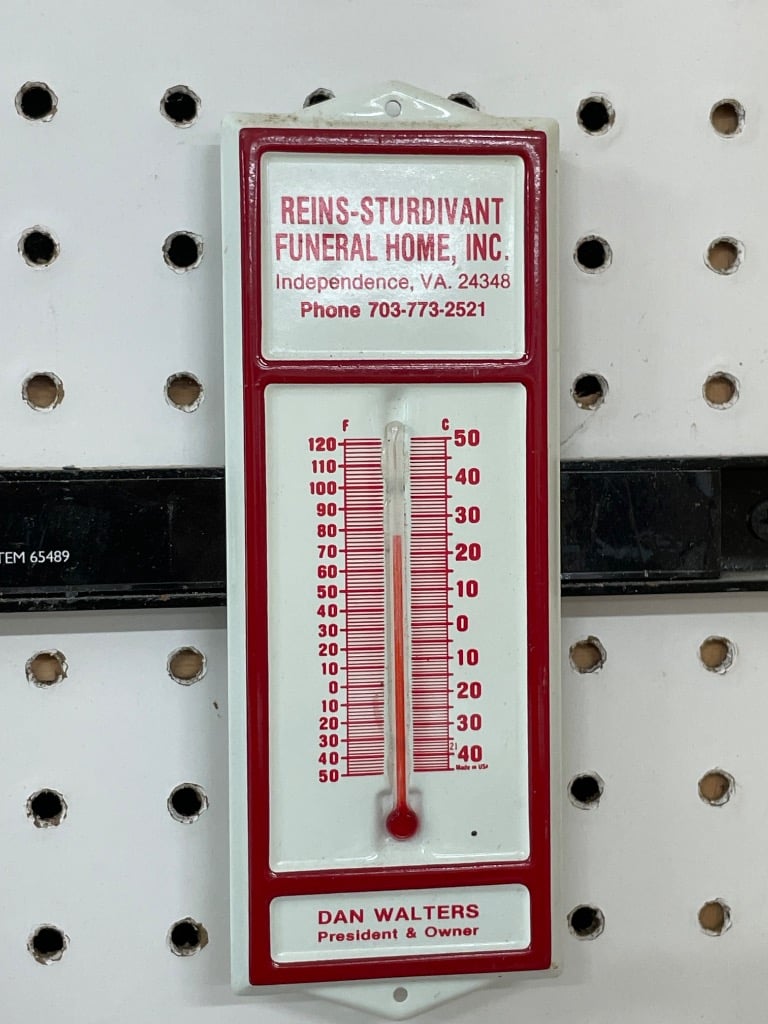 REINS-STURDIVANT
FUNERAL HOME, INC.
Independence, VA. 24348
Phone 703-773-2521
F C
120 50
110
100 40
90
80 30
70 20
60
50 10
40
30 0
20
10 10
0
10 20
20
30 30
21
40 40
Made in USA
50
TEM 65489
DAN WALTERS
President & Owner